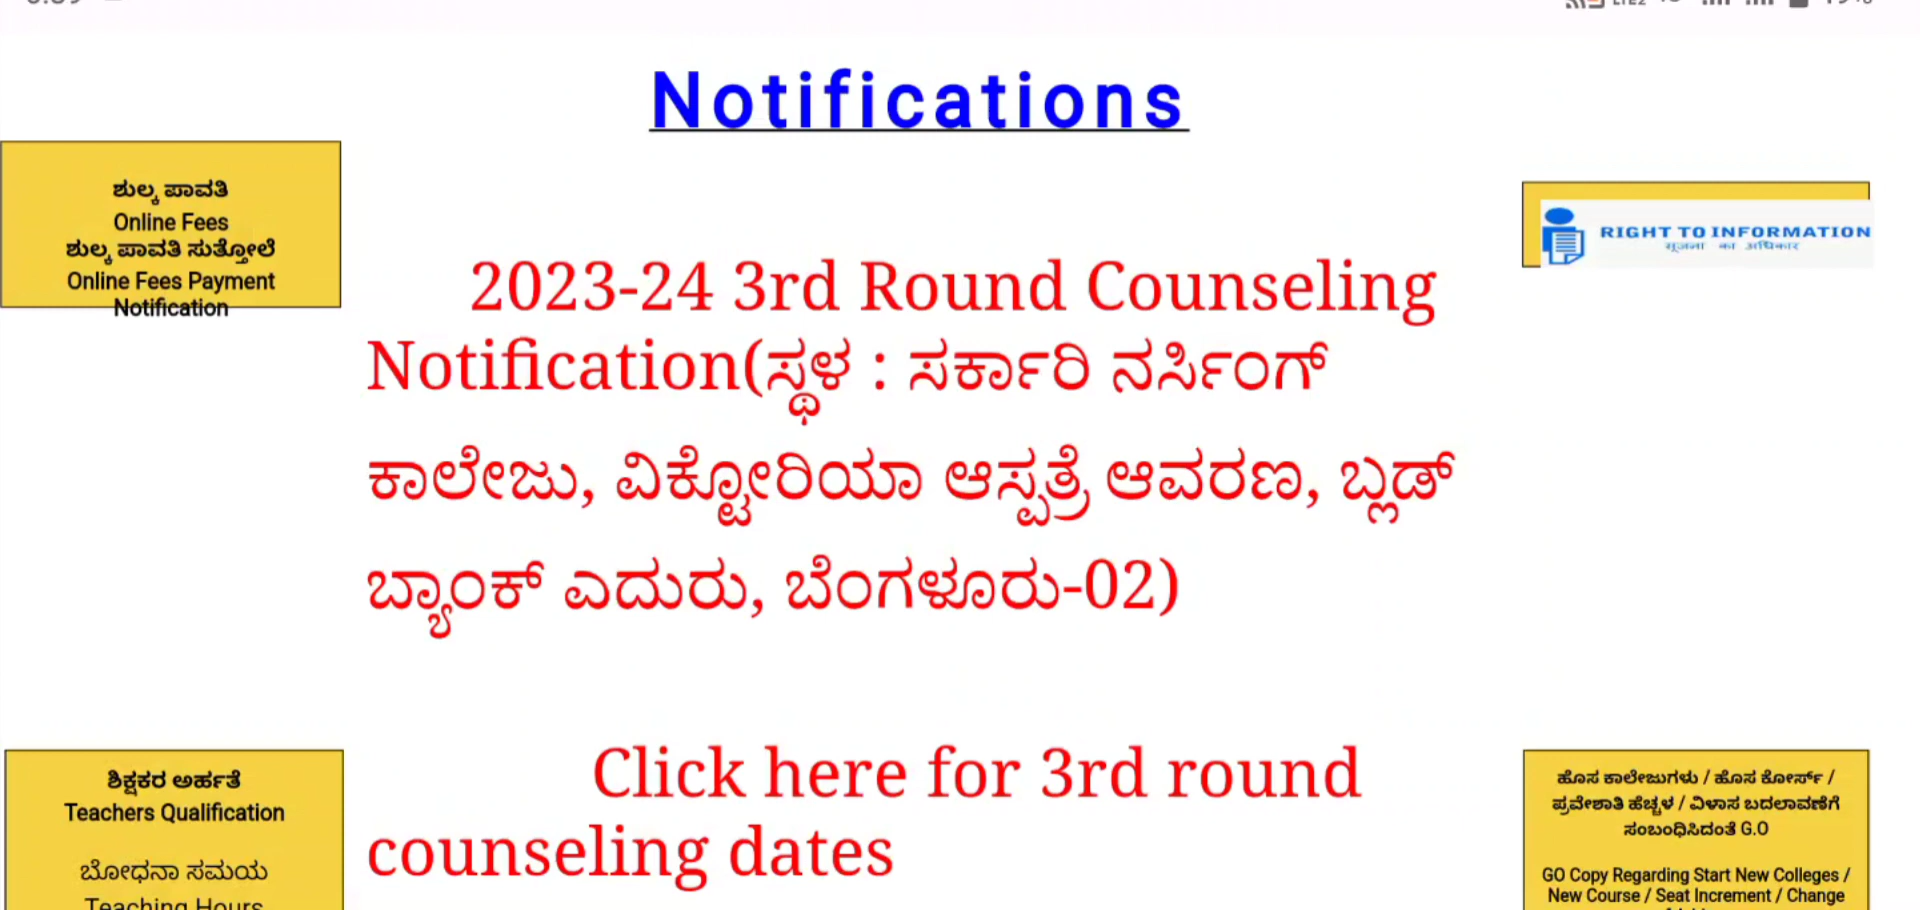 Notifications
ಶುಲ್ಕ ಪಾವತಿ
Online Fees
ಶುಲ್ಕ ಪಾವತಿ ಸುತ್ತೋಲೆ
Online Fees Payment
Notification
RIGHT TO INFORMATION
सूचना का अधिकार
2023-24 3rd Round Counseling
Notification(ಸ್ಥಳ : ಸರ್ಕಾರಿ ನರ್ಸಿಂಗ್
ಕಾಲೇಜು, ವಿಕ್ಟೋರಿಯಾ ಆಸ್ಪತ್ರೆ ಆವರಣ, ಬ್ಲಡ್
ಬ್ಯಾಂಕ್ ಎದುರು, ಬೆಂಗಳೂರು-02)
Click here for 3rd round
counseling dates
ಶಿಕ್ಷಕರ ಅರ್ಹತೆ
Teachers Qualification
ಬೋಧನಾ ಸಮಯ
Teaching Hours
ಹೊಸ ಕಾಲೇಜುಗಳು / ಹೊಸ ಕೋರ್ಸ್ /
ಪ್ರವೇಶಾತಿ ಹೆಚ್ಚಳ / ವಿಳಾಸ ಬದಲಾವಣೆಗೆ
ಸಂಬಂಧಿಸಿದಂತೆ G.O
GO Copy Regarding Start New Colleges /
New Course / Seat Increment / Change